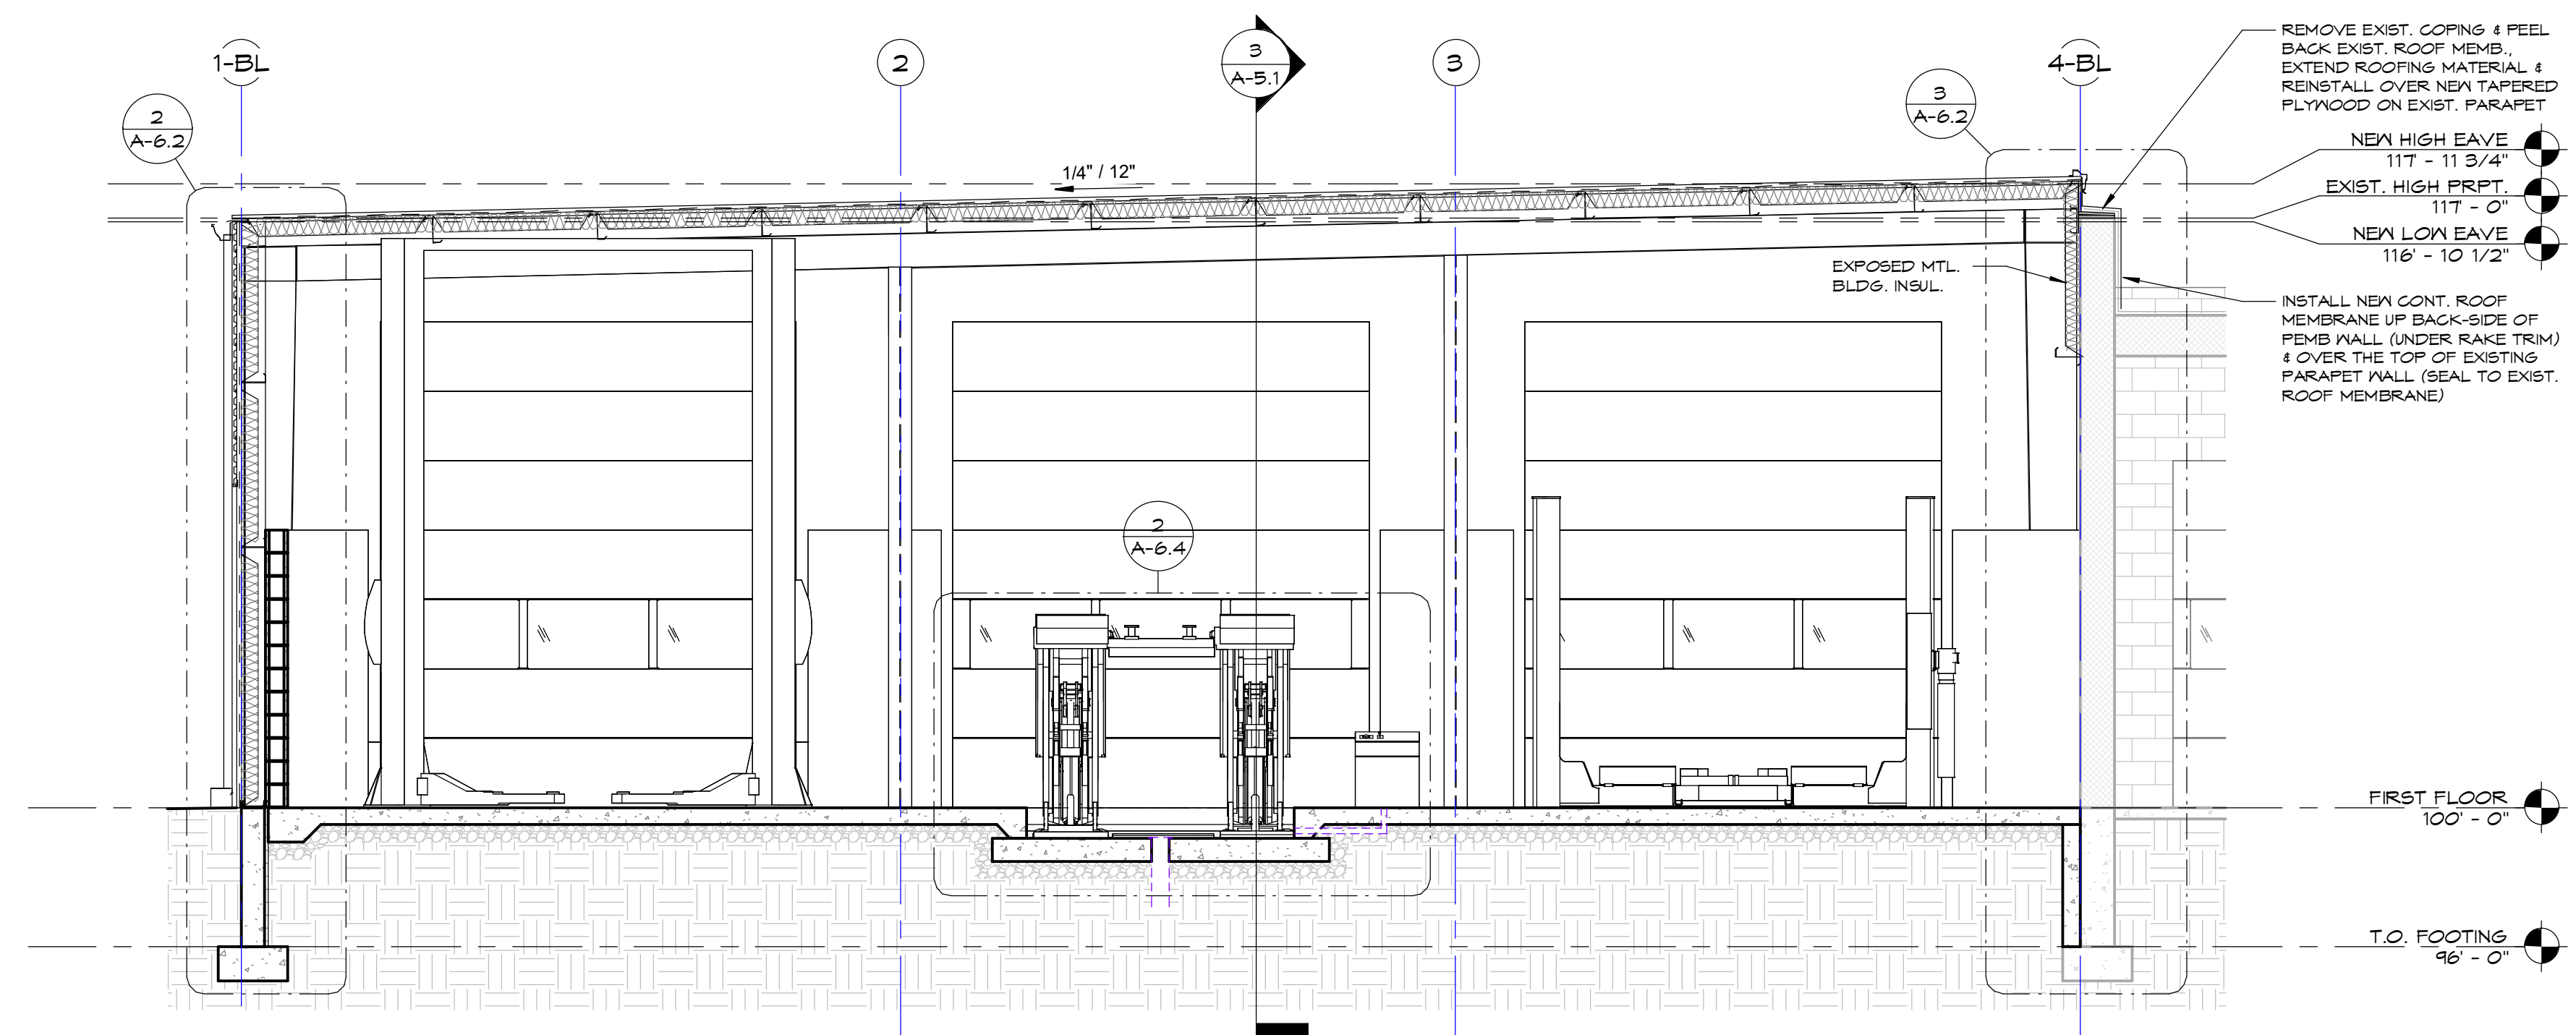 1-BL
2
3
A-5.1
3
4-BL
2
A-6.2
3
A-6.2
REMOVE EXIST. COPING & PEEL
BACK EXIST. ROOF MEMB.,
EXTEND ROOFING MATERIAL &
REINSTALL OVER NEW TAPERED
PLYWOOD ON EXIST. PARAPET
1/4" / 12"
NEW HIGH EAVE
117' - 11 3/4"
EXIST. HIGH PRPT.
117' - 0"
NEW LOW EAVE
116' - 10 1/2"
EXPOSED MTL.
BLDG. INSUL.
INSTALL NEW CONT. ROOF
MEMBRANE UP BACK-SIDE OF
PEMB WALL (UNDER RAKE TRIM)
& OVER THE TOP OF EXISTING
PARAPET WALL (SEAL TO EXIST.
ROOF MEMBRANE)
2
A-6.4
FIRST FLOOR
100' - 0"
T.O. FOOTING
96' - 0"